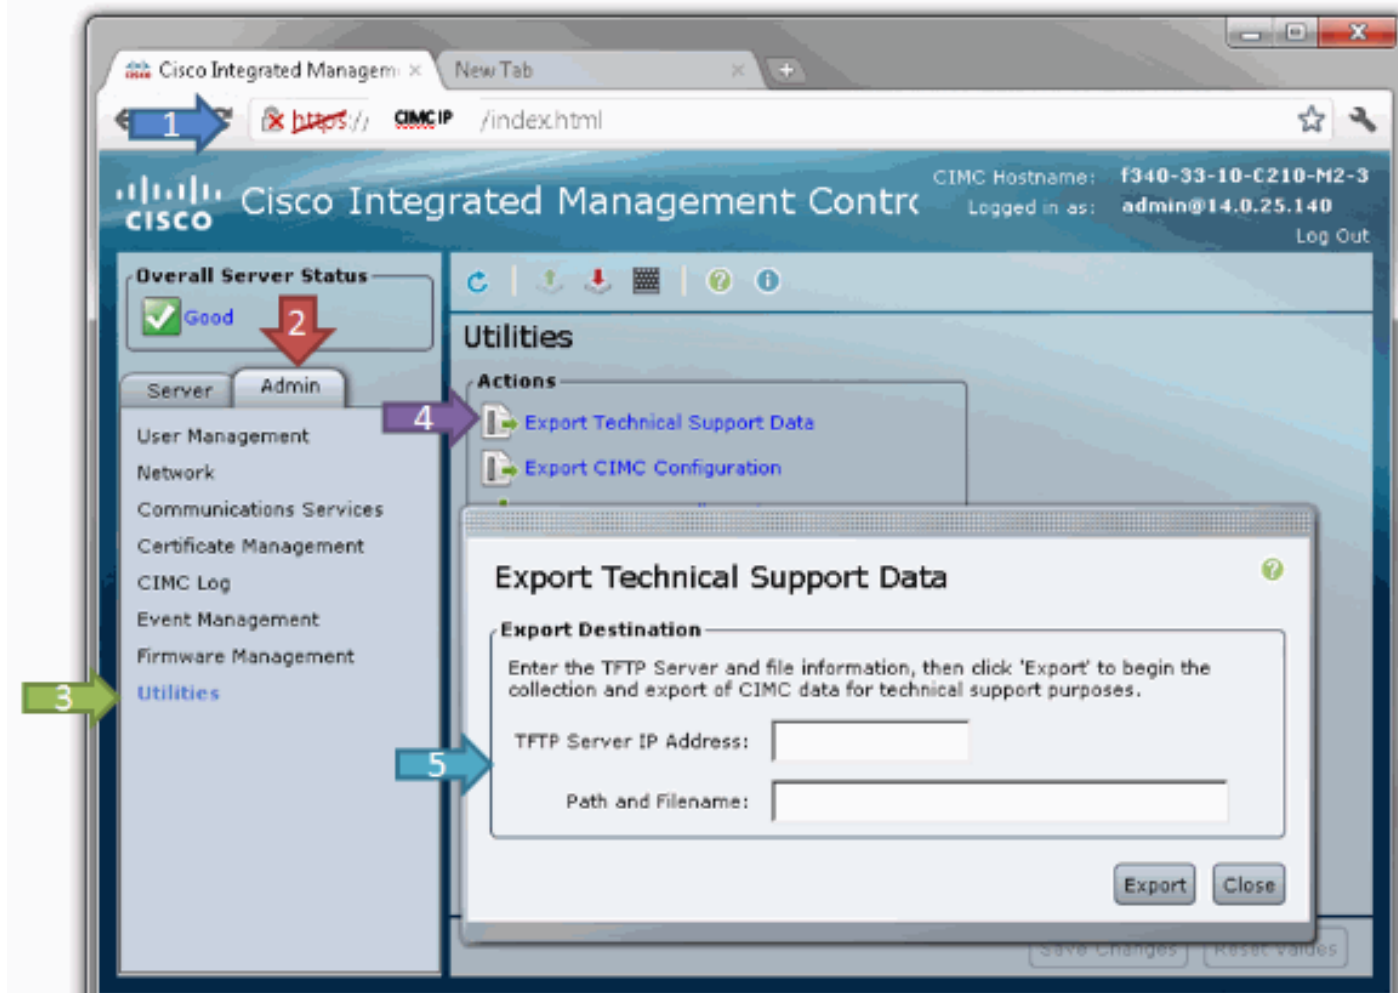 Cisco Integrated Managem
New Tab
1
https:// CIMC IP /index.html
CISCO
Cisco Integrated Management Contr
CIMC Hostname: f340-33-10-C210-M2-3
Logged in as: admin@14.0.25.140
Log Out
Overall Server Status
Good
2
Server
Admin
User Management
Network
Communications Services
Certificate Management
CIMC Log
Event Management
Firmware Management
3
Utilities
Utilities
Actions
4
Export Technical Support Data
Export CIMC Configuration
Export Technical Support Data
Export Destination
Enter the TFTP Server and file information, then click 'Export' to begin the
collection and export of CIMC data for technical support purposes.
TFTP Server IP Address:
5
Path and Filename:
Export
Close
Save Changes
Reset Values